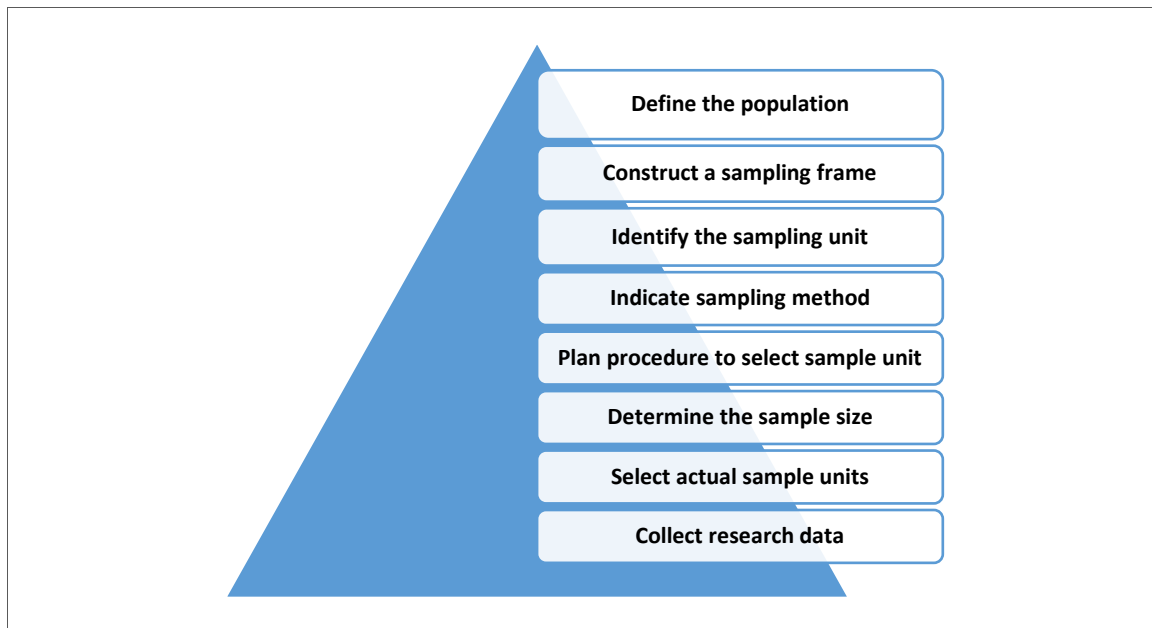 Define the population
Construct a sampling frame
Identify the sampling unit
Indicate sampling method
Plan procedure to select sample unit
Determine the sample size
Select actual sample units
Collect research data